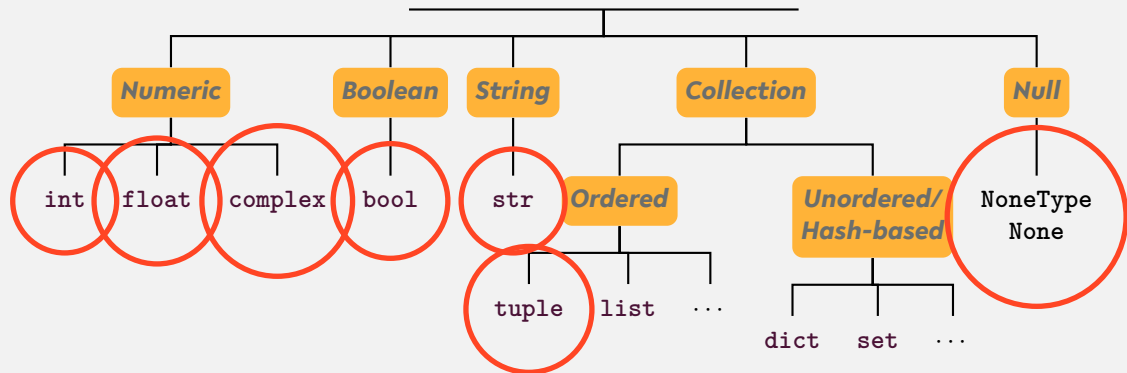 Numeric
Boolean
String
Collection
Null
int
float
complex
bool
str
Ordered
Unordered/
Hash-based
NoneType
None
tuple
list
...
dict
set
...